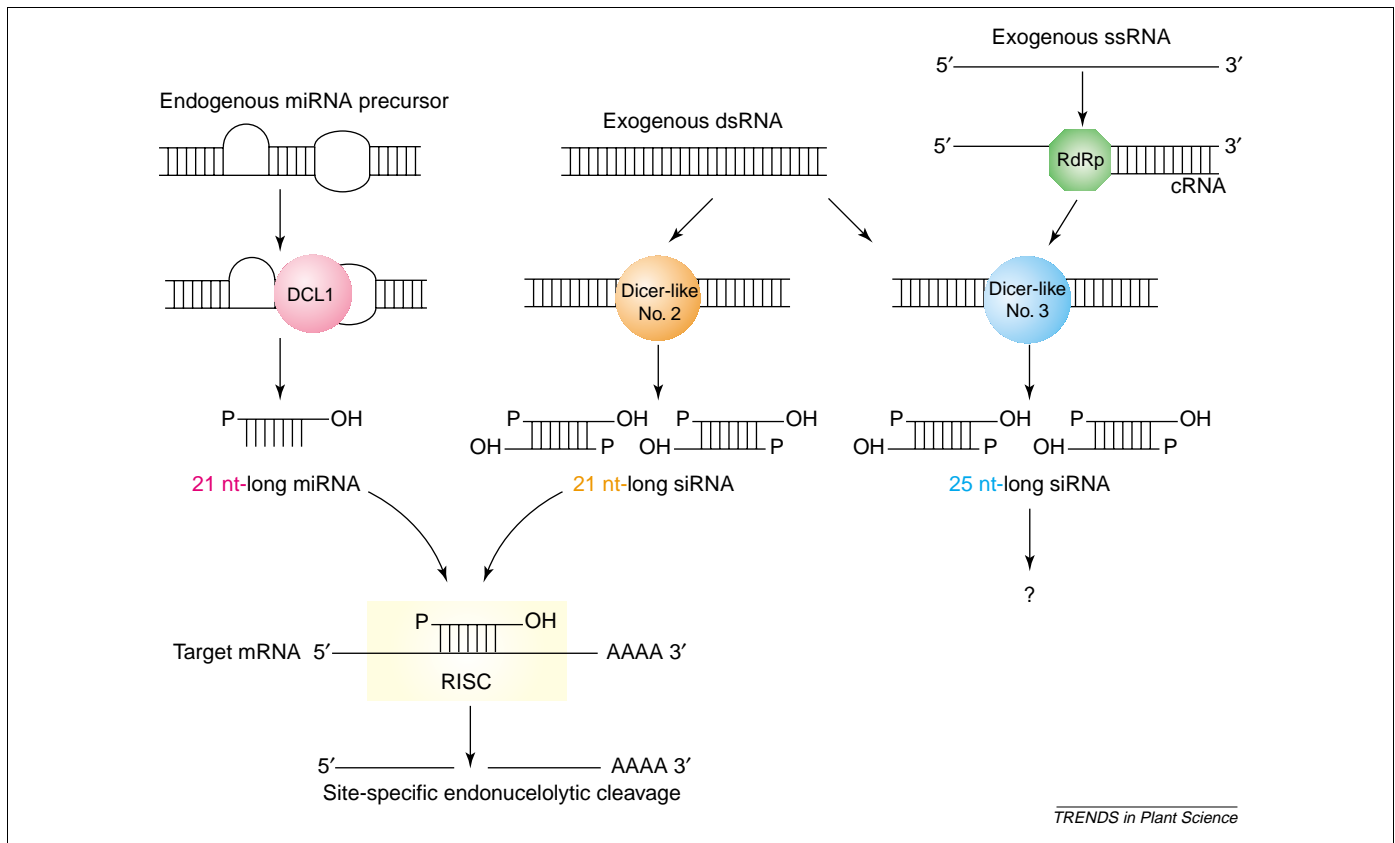 Exogenous ssRNA
5′ 3′
Endogenous miRNA precursor
Exogenous dsRNA
5′ 3′
RdRp
cRNA
DCL1
Dicer-like
No. 2
Dicer-like
No. 3
P OH
P OH
OH P
P OH
OH P
P OH
OH P
P OH
OH P
21 nt-long miRNA
21 nt-long siRNA
25 nt-long siRNA
?
P OH
Target mRNA 5′ AAAA 3′
RISC
5′ AAAA 3′
Site-specific endonucelolytic cleavage
TRENDS in Plant Science